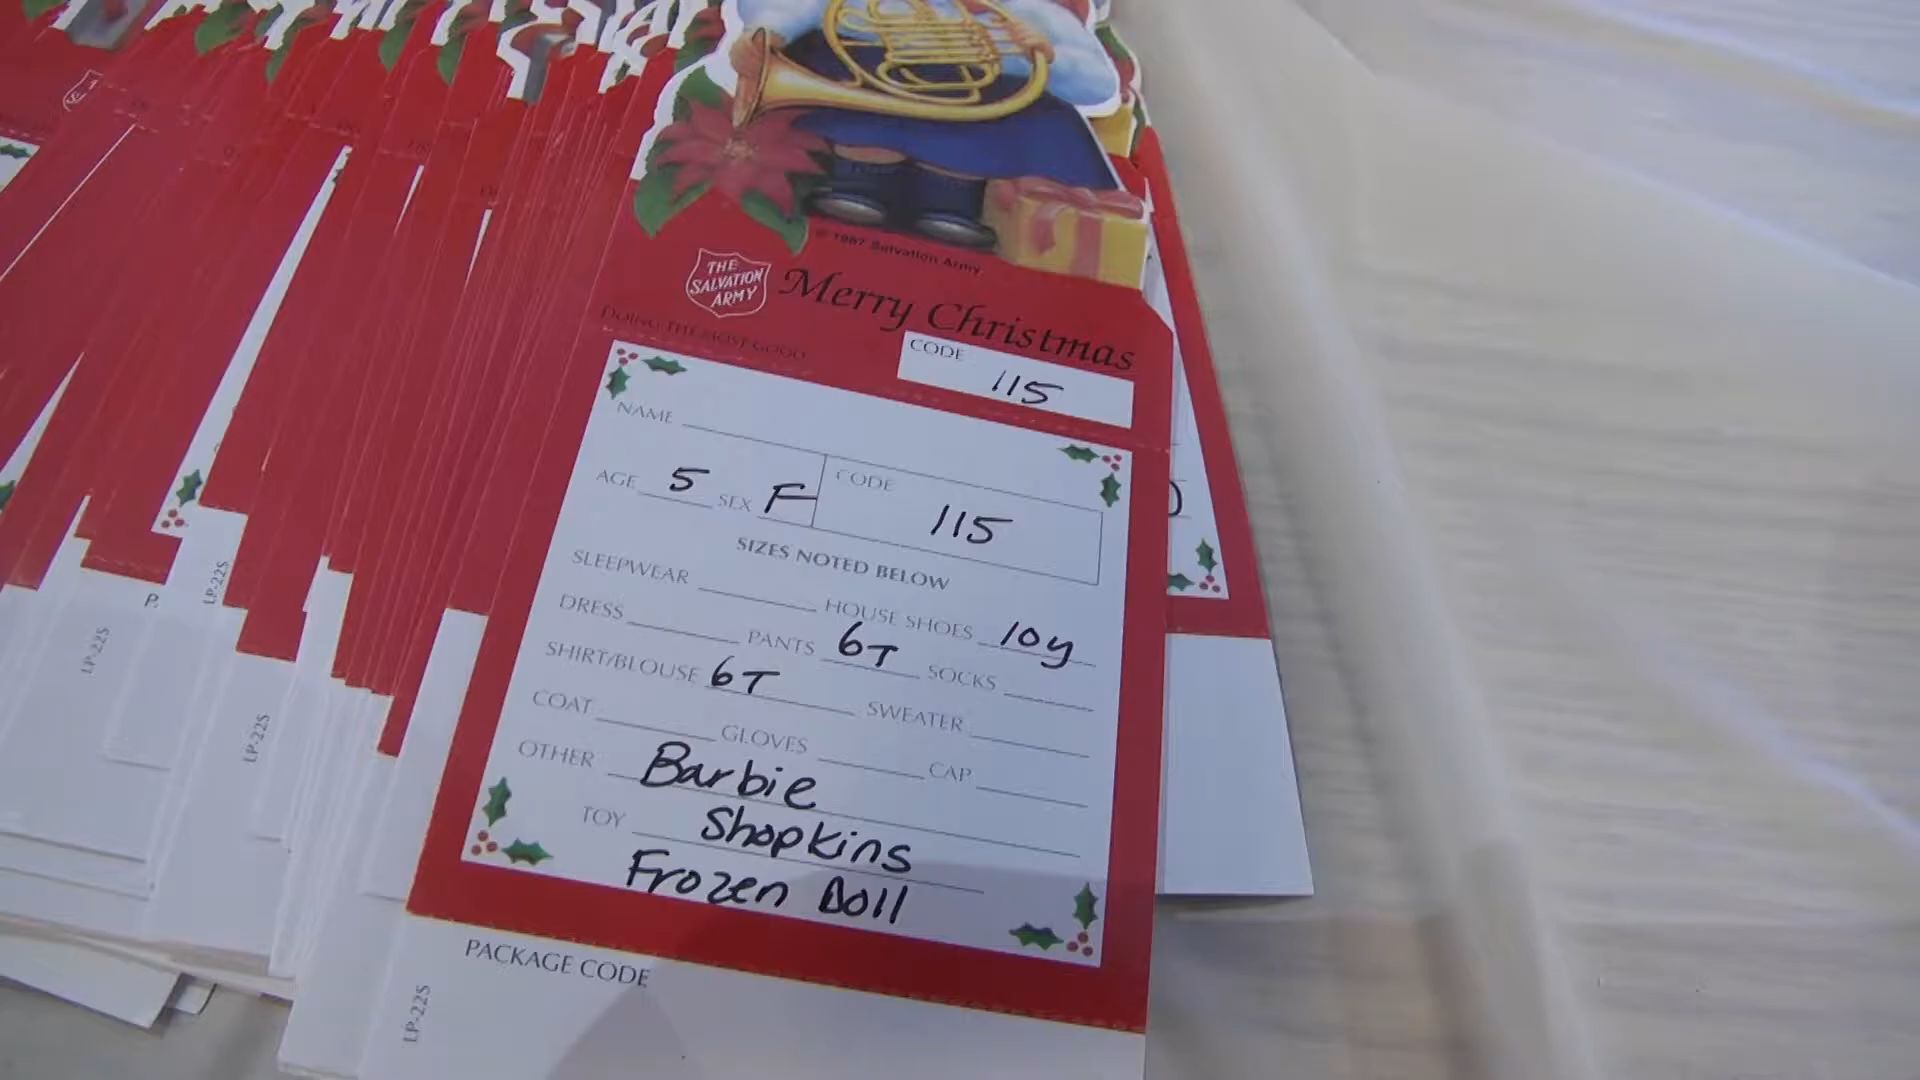 © 1987 Salvation Army
THE
SALVATION
ARMY
Merry Christmas
DOING THE MOST GOOD
CODE
115
NAME
AGE 5 SEX F CODE 115
SIZES NOTED BELOW
SLEEPWEAR HOUSE SHOES 10y
DRESS PANTS 6T SOCKS
SHIRT/BLOUSE 6T SWEATER
COAT GLOVES CAP
OTHER Barbie
TOY Shopkins
Frozen Doll
PACKAGE CODE
LP-22S
LP-22S
LP-22S
LP-22S